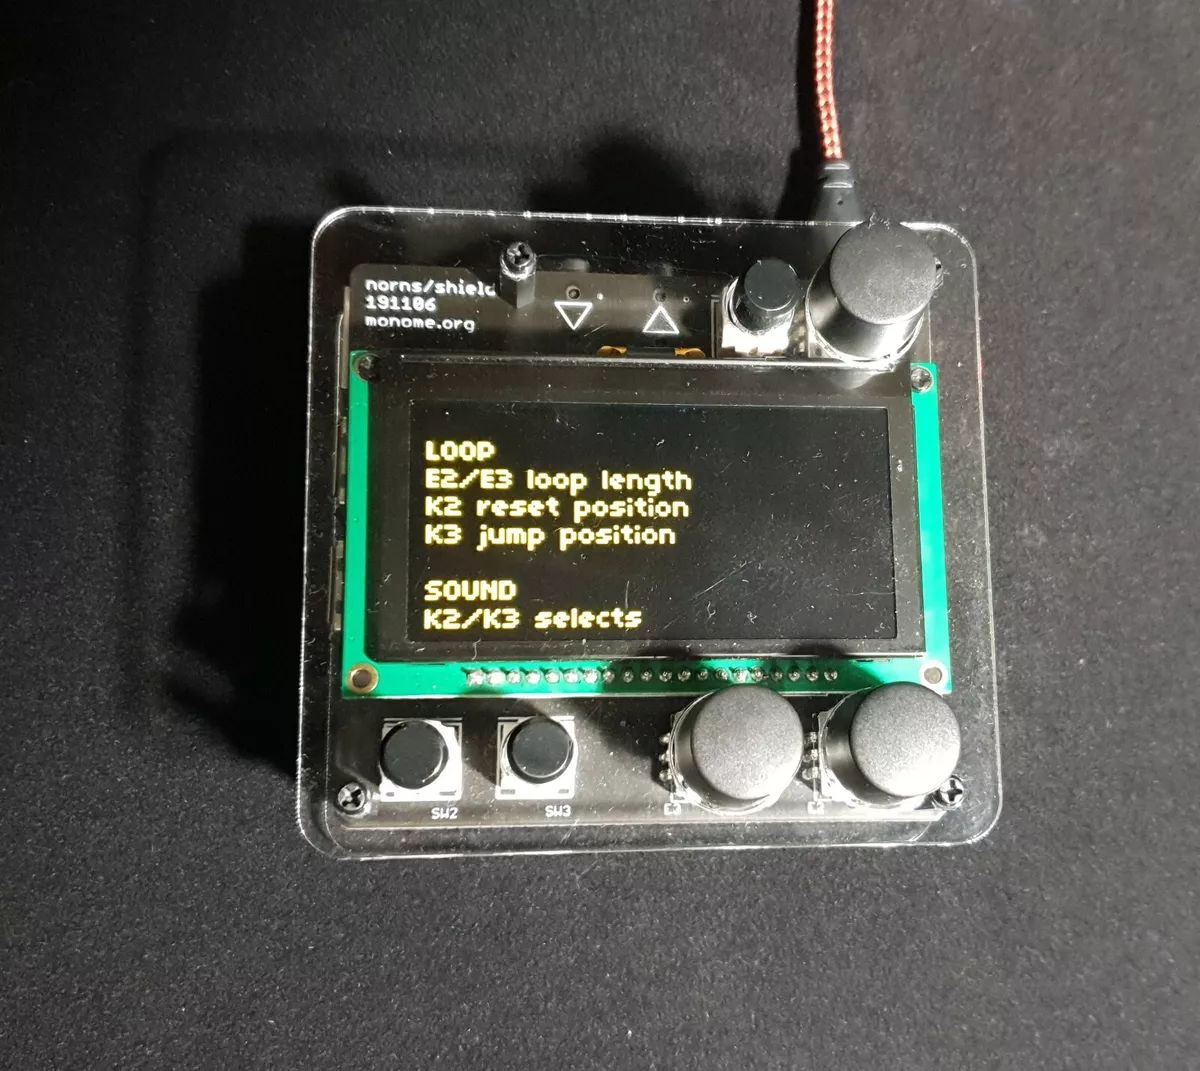 norns/shield
191106
monome.org
LOOP
E2/E3 loop length
K2 reset position
K3 jump position
SOUND
K2/K3 selects
SW2
SW3